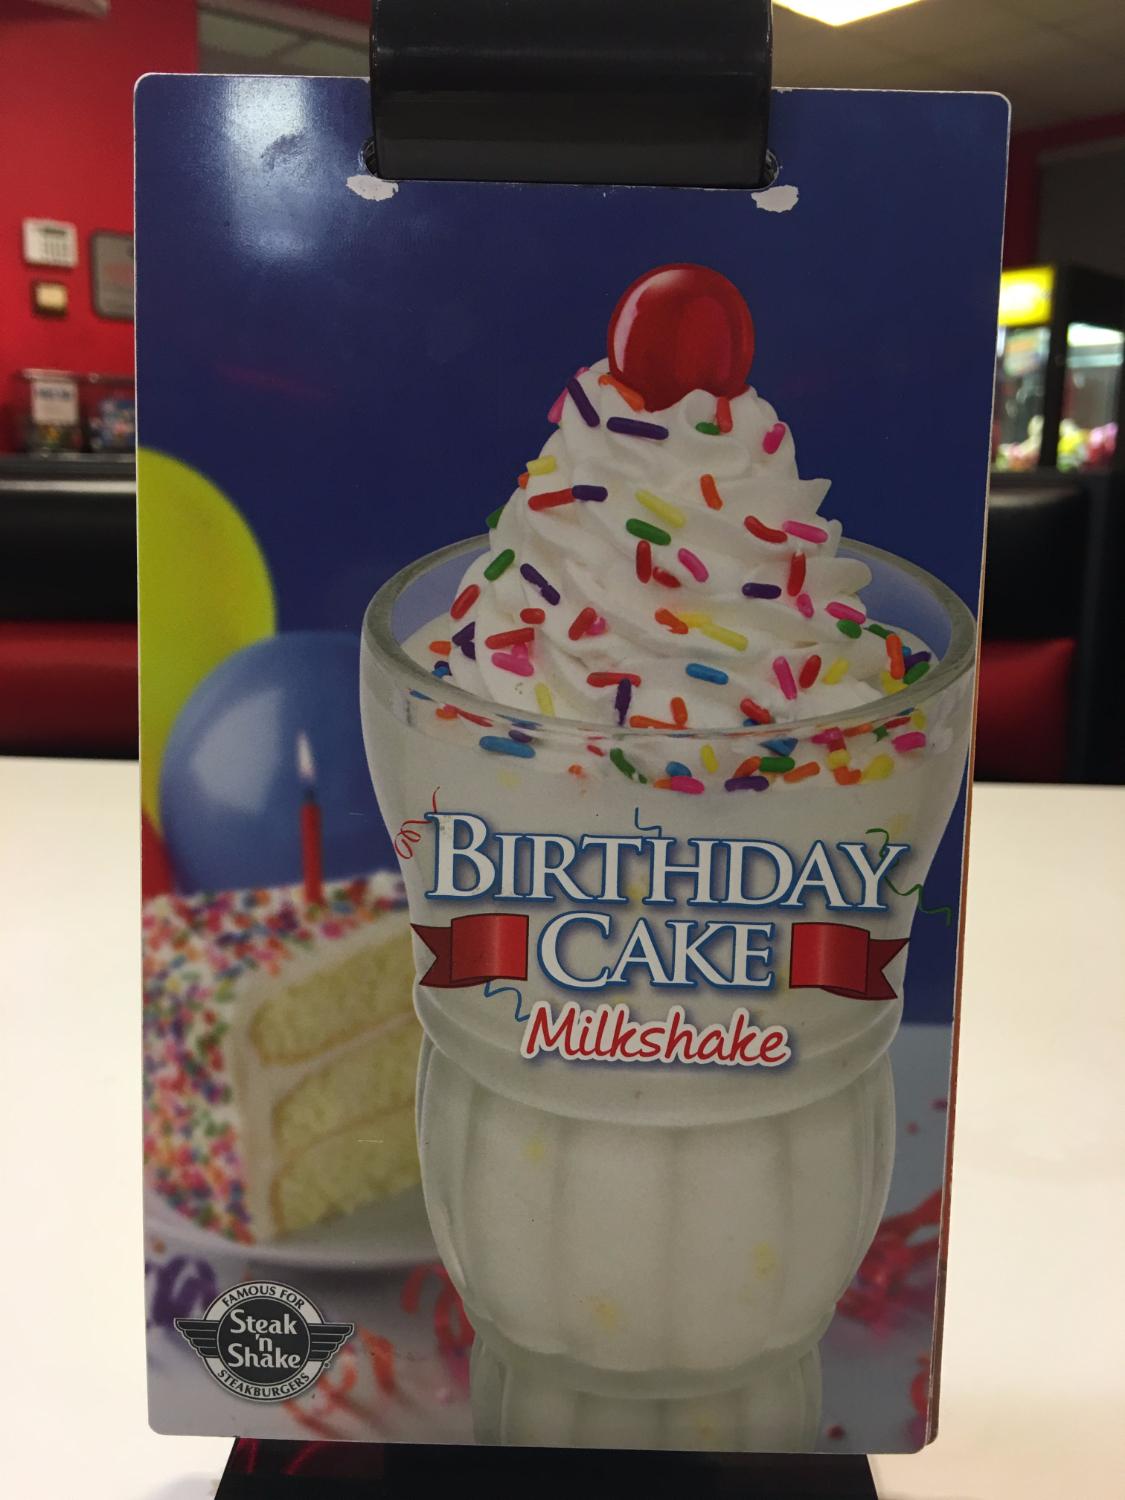 BIRTHDAY
CAKE
Milkshake
FAMOUS FOR
Steak
'n
Shake
STEAKBURGERS